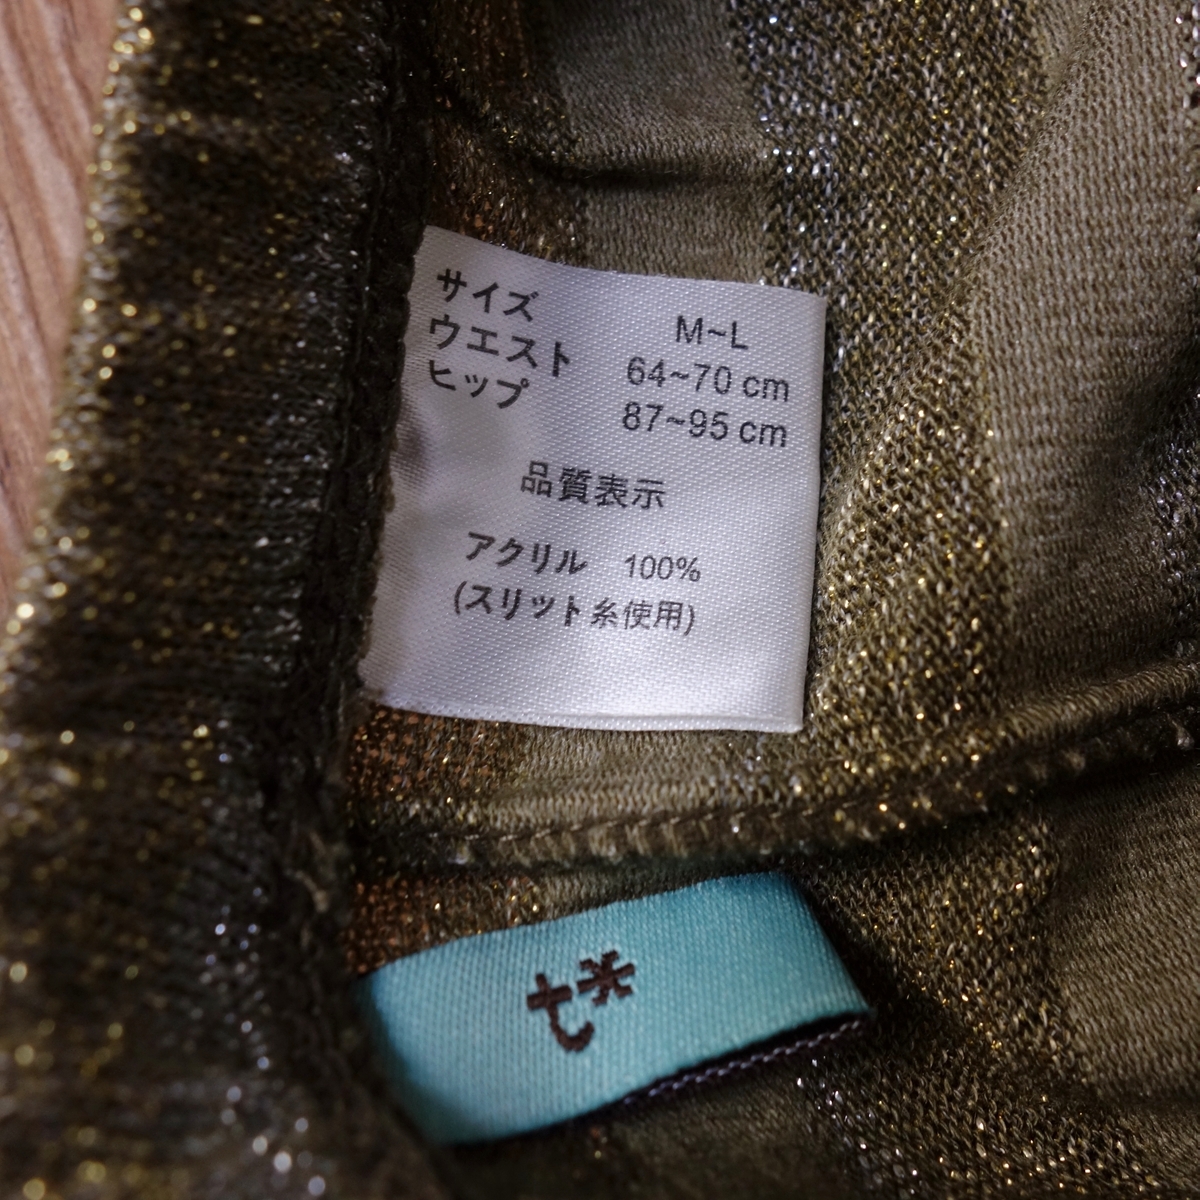 サイズ M~L
ウエスト 64~70 cm
ヒップ 87~95 cm
品質表示
アクリル 100%
(スリット糸使用)
t*